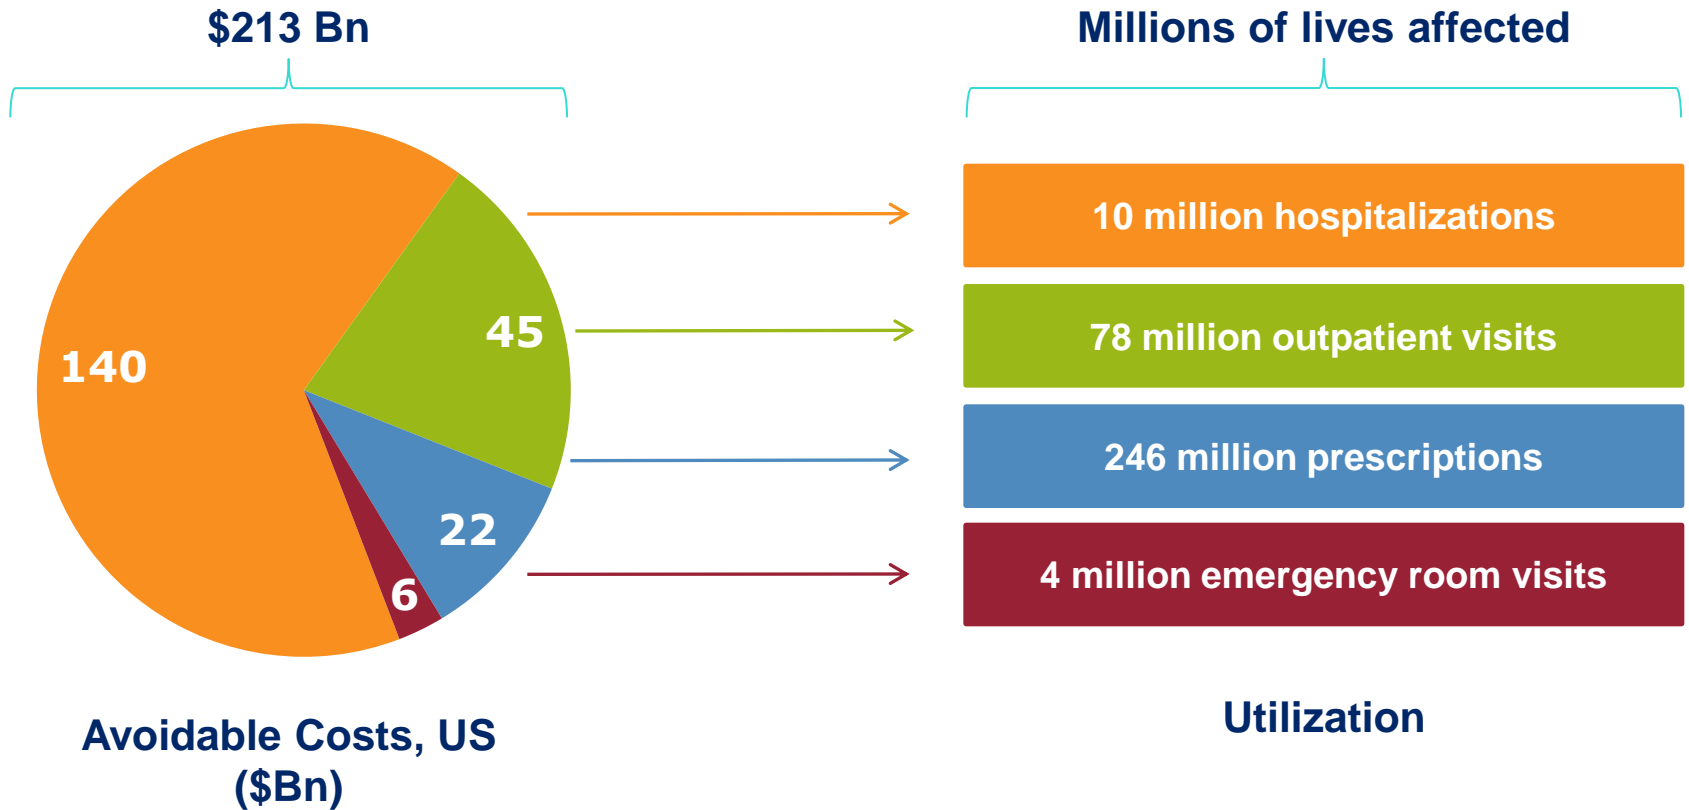 $213 Bn
Millions of lives affected
140
45
22
6
10 million hospitalizations
78 million outpatient visits
246 million prescriptions
4 million emergency room visits
Avoidable Costs, US
($Bn)
Utilization